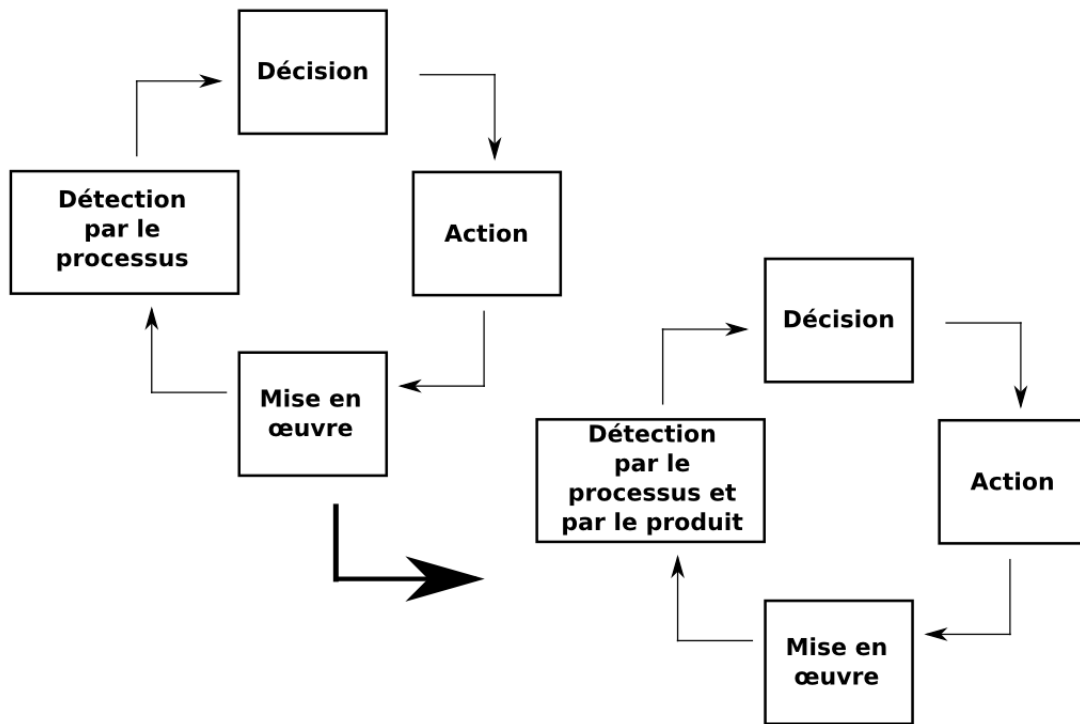 Décision
Détection
par le
processus
Action
Mise en
œuvre
Décision
Détection
par le
processus et
par le produit
Action
Mise en
œuvre